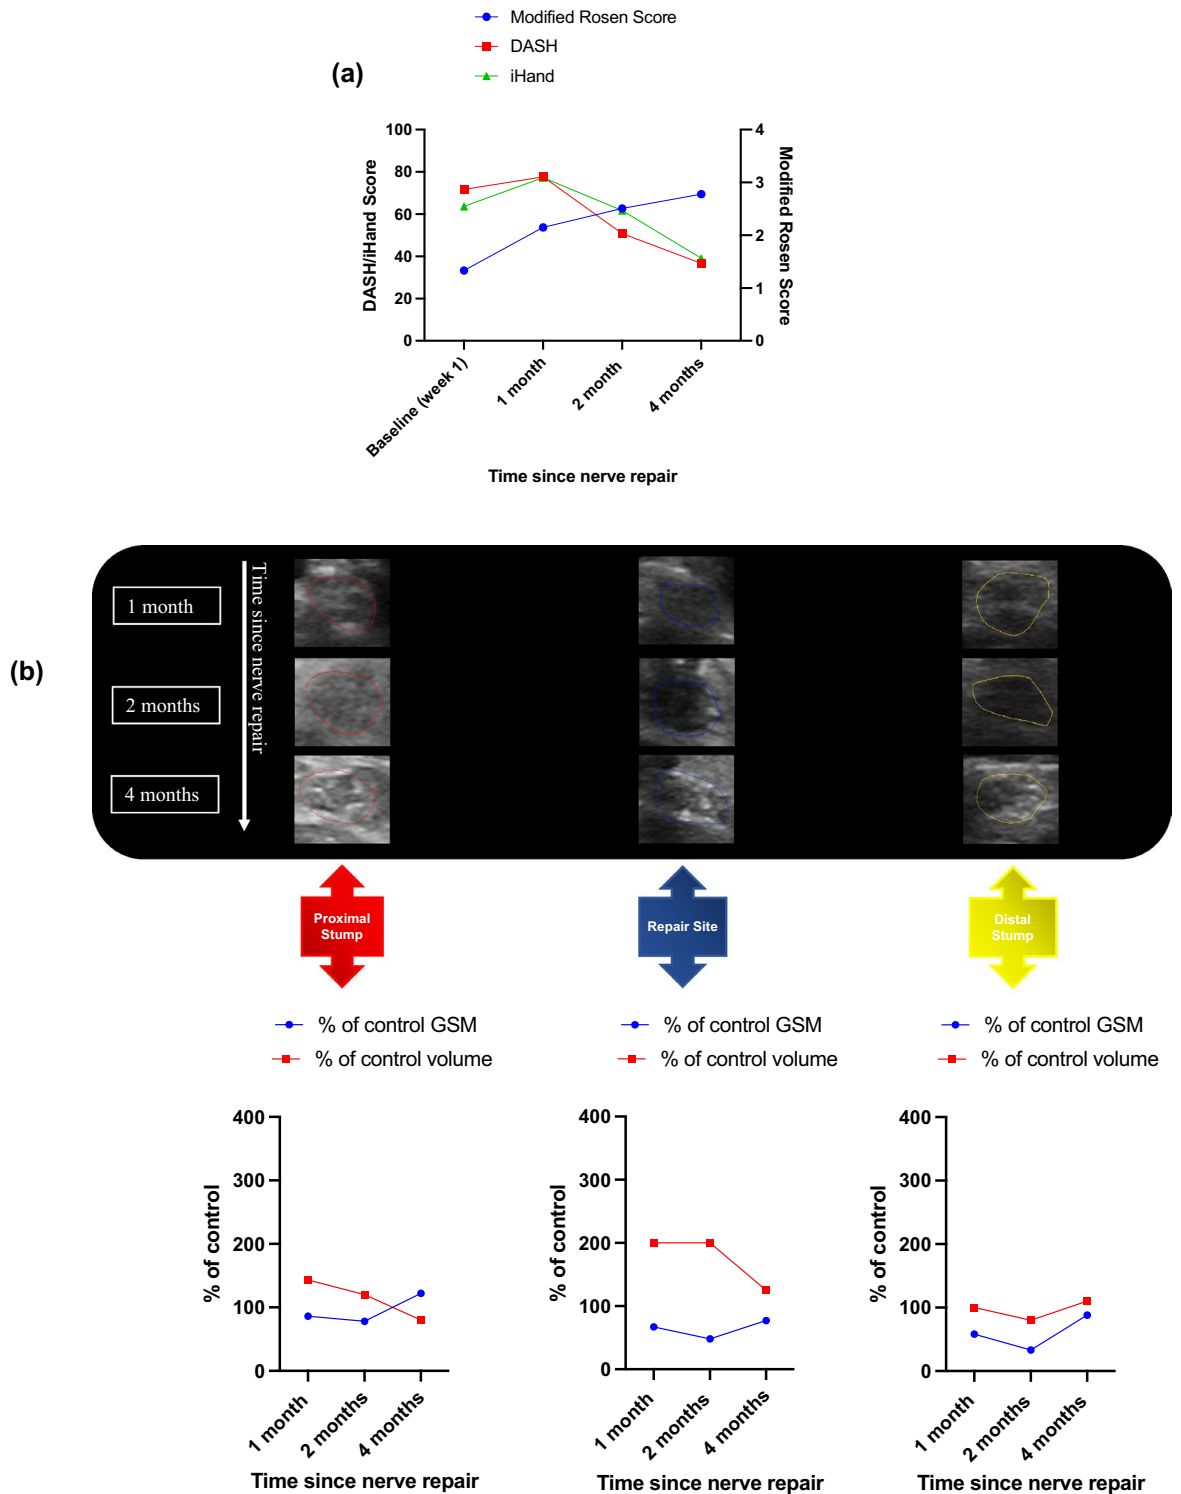 Modified Rosen Score
DASH
iHand
(a)
100
80
60
40
20
0
DASH/iHand Score
4
3
2
1
0
Modified Rosen Score
Baseline (week 1)
1 month
2 month
4 months
Time since nerve repair
(b)
1 month
2 months
4 months
Time since nerve repair
Proximal
Stump
Repair Site
Distal
Stump
% of control GSM
% of control volume
% of control GSM
% of control volume
% of control GSM
% of control volume
400
300
200
100
0
% of control
1 month
2 months
4 months
Time since nerve repair
400
300
200
100
0
% of control
1 month
2 months
4 months
Time since nerve repair
400
300
200
100
0
% of control
1 month
2 months
4 months
Time since nerve repair